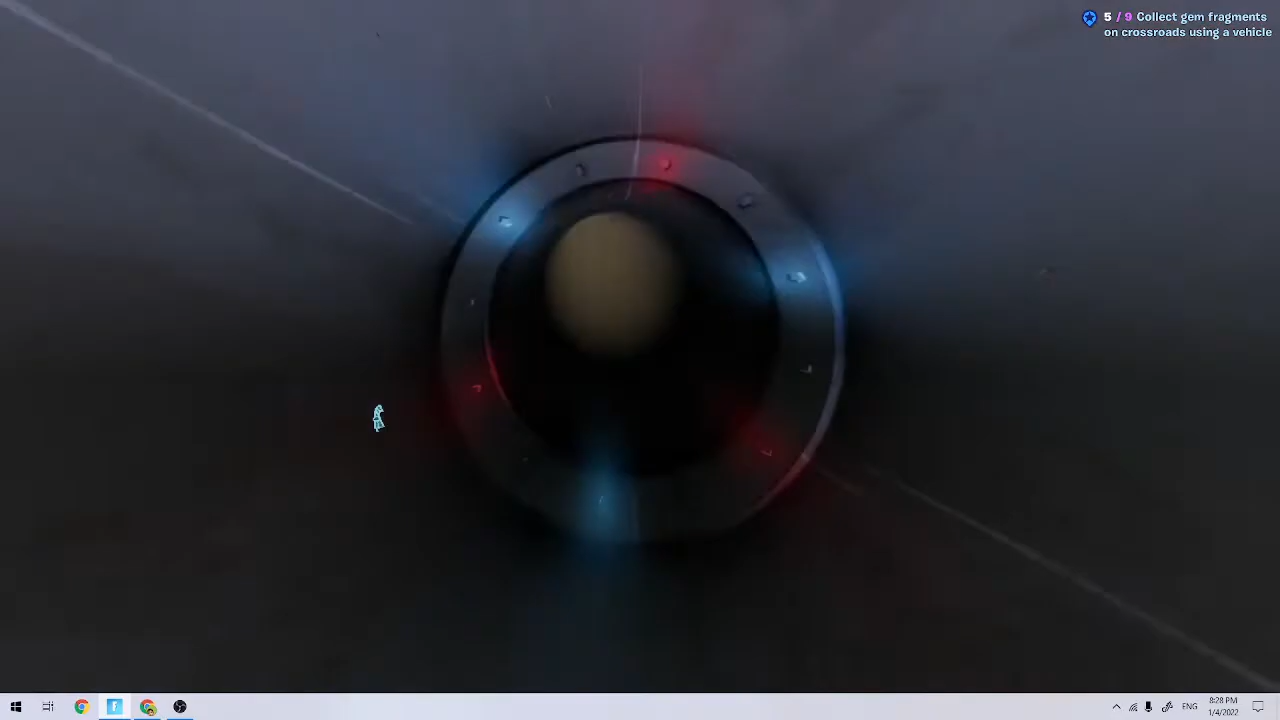 5 / 9 Collect gem fragments
on crossroads using a vehicle
F
ENG
8:28 PM
1/4/2022